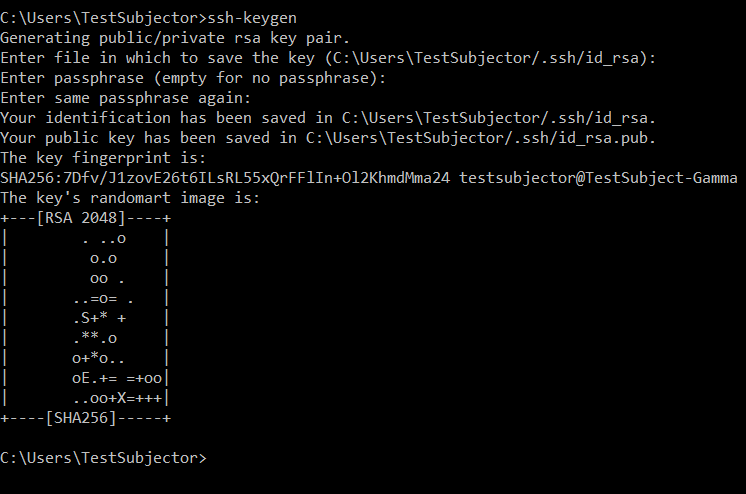 C:\Users\TestSubjector>ssh-keygen
Generating public/private rsa key pair.
Enter file in which to save the key (C:\Users\TestSubjector/.ssh/id_rsa):
Enter passphrase (empty for no passphrase):
Enter same passphrase again:
Your identification has been saved in C:\Users\TestSubjector/.ssh/id_rsa.
Your public key has been saved in C:\Users\TestSubjector/.ssh/id_rsa.pub.
The key fingerprint is:
SHA256:7Dfv/J1zovE26t6ILsRL55xQrFFlIn+Ol2KhmdMma24 testsubjector@TestSubject-Gamma
The key's randomart image is:
+---[RSA 2048]----+
|        . ..o    |
|         o.o     |
|         oo .    |
|       ..=o= .   |
|       .S+* +    |
|       .**.o     |
|       o+*o..    |
|       oE.+= =+oo|
|       ..oo+X=+++|
+----[SHA256]-----+
C:\Users\TestSubjector>